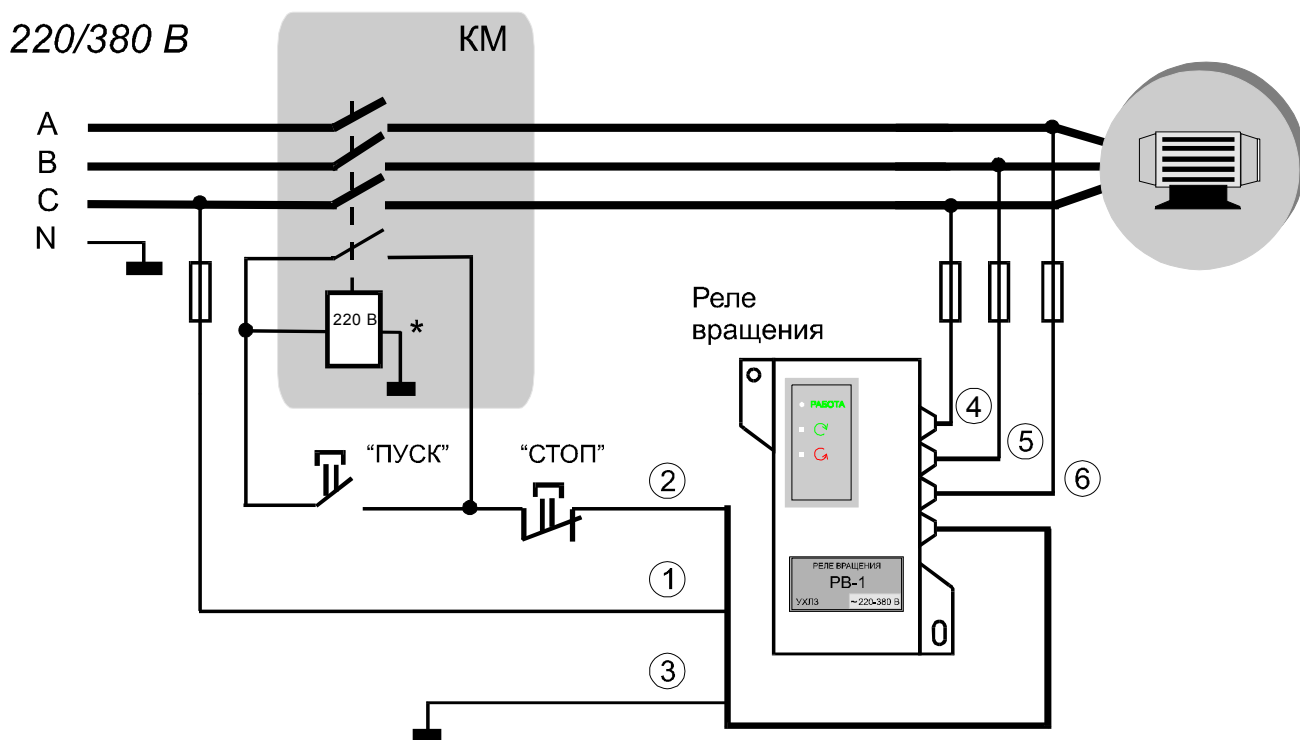 220/380 В
КМ
A
B
C
N
220 В
*
Реле
вращения
РАБОТА
4
5
6
“ПУСК”
“СТОП”
2
1
3
РЕЛЕ ВРАЩЕНИЯ
РВ-1
УХЛ3
~220-380 В